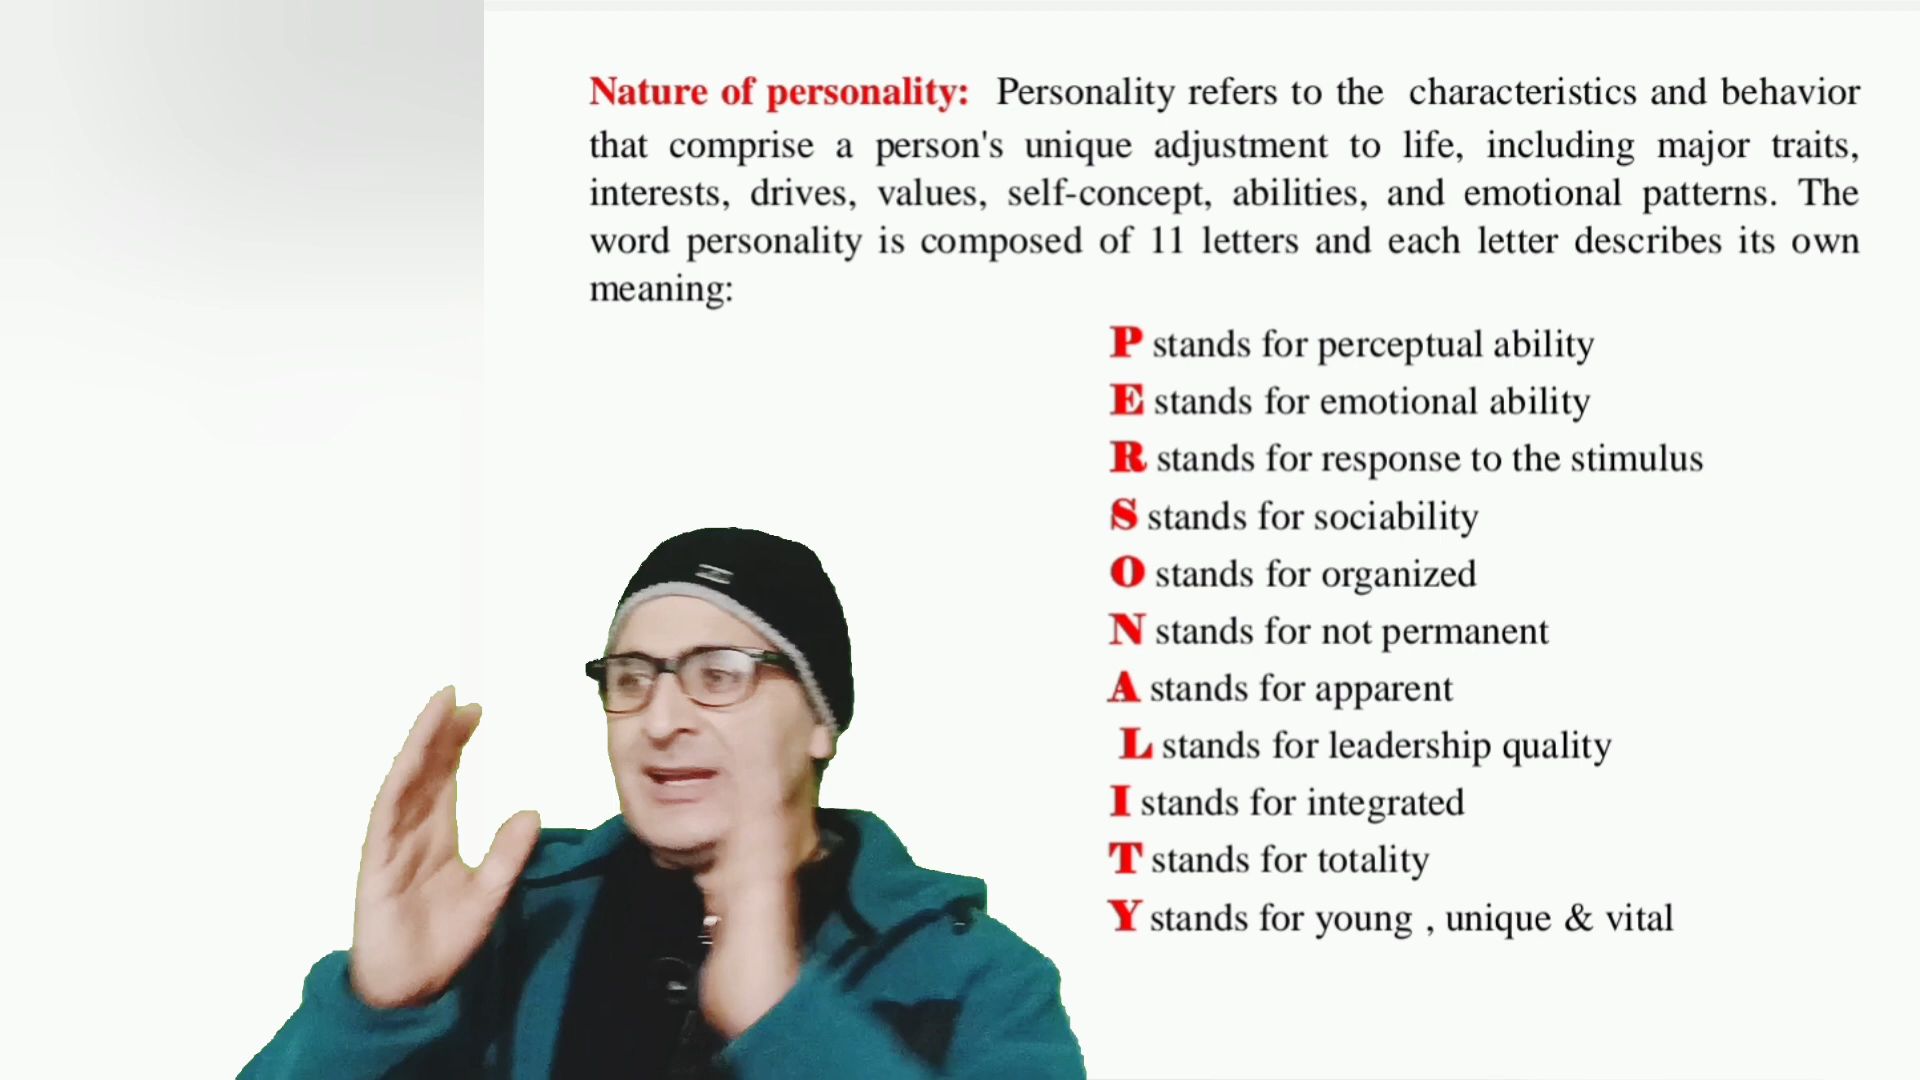 Nature of personality: Personality refers to the characteristics and behavior
that comprise a person's unique adjustment to life, including major traits,
interests, drives, values, self-concept, abilities, and emotional patterns. The
word personality is composed of 11 letters and each letter describes its own
meaning:
P stands for perceptual ability
E stands for emotional ability
R stands for response to the stimulus
S stands for sociability
O stands for organized
N stands for not permanent
A stands for apparent
L stands for leadership quality
I stands for integrated
T stands for totality
Y stands for young , unique & vital